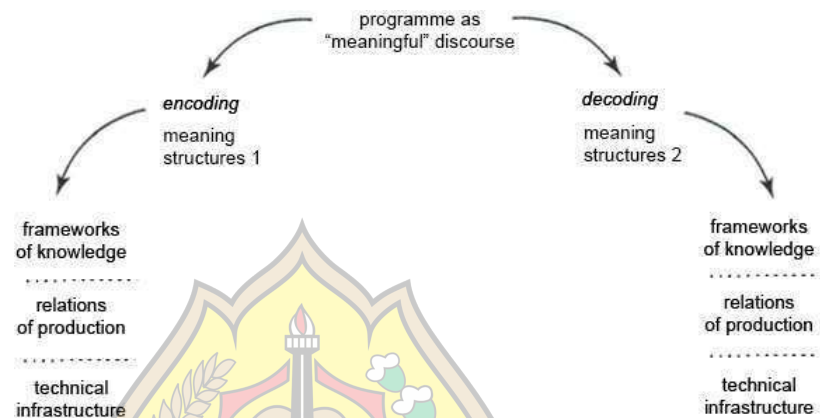 programme as
“meaningful” discourse
encoding
meaning
structures 1
decoding
meaning
structures 2
frameworks
of knowledge
relations
of production
technical
infrastructure
frameworks
of knowledge
relations
of production
technical
infrastructure